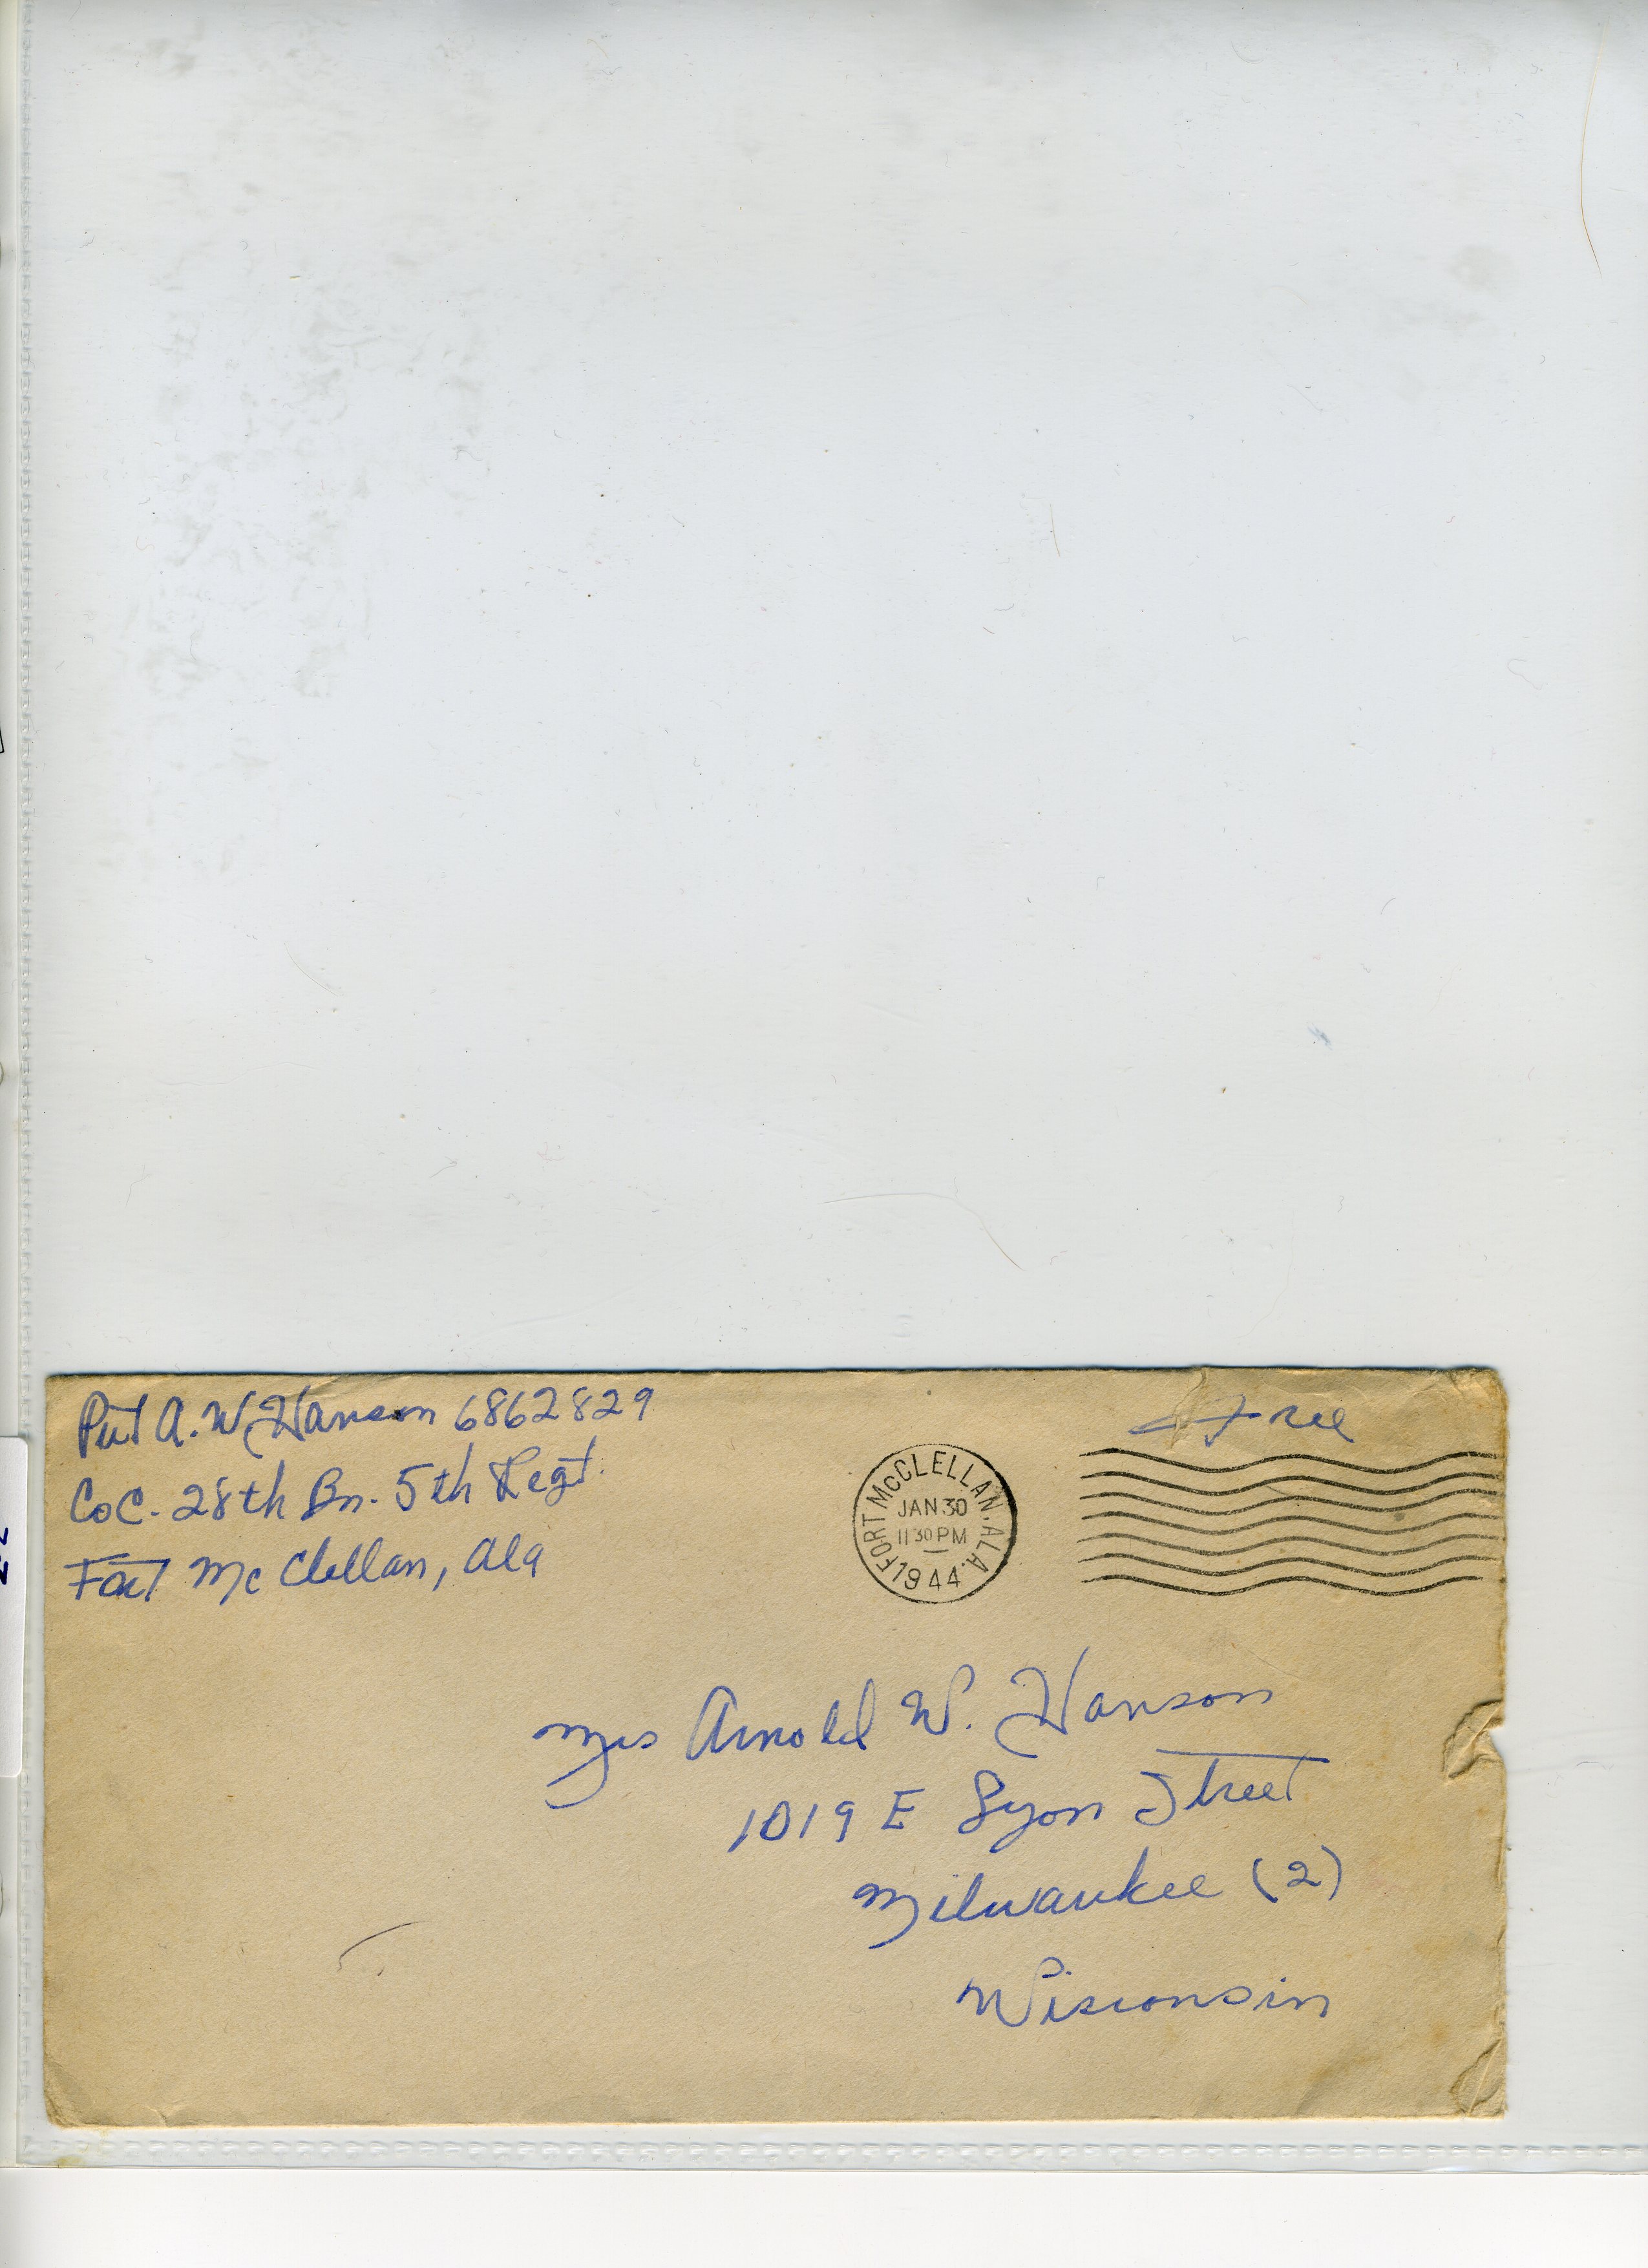 Pvt A. W. Hanson 6862829
Co C. 28th Bn. 5th Regt.
Fort McClellan, Ala
Free
FORT McCLELLAN. ALA.
JAN 30
11 30 PM
1944
Mrs Arnold W. Hanson
1019 E Lyon Street
Milwaukee (2)
Wisconsin